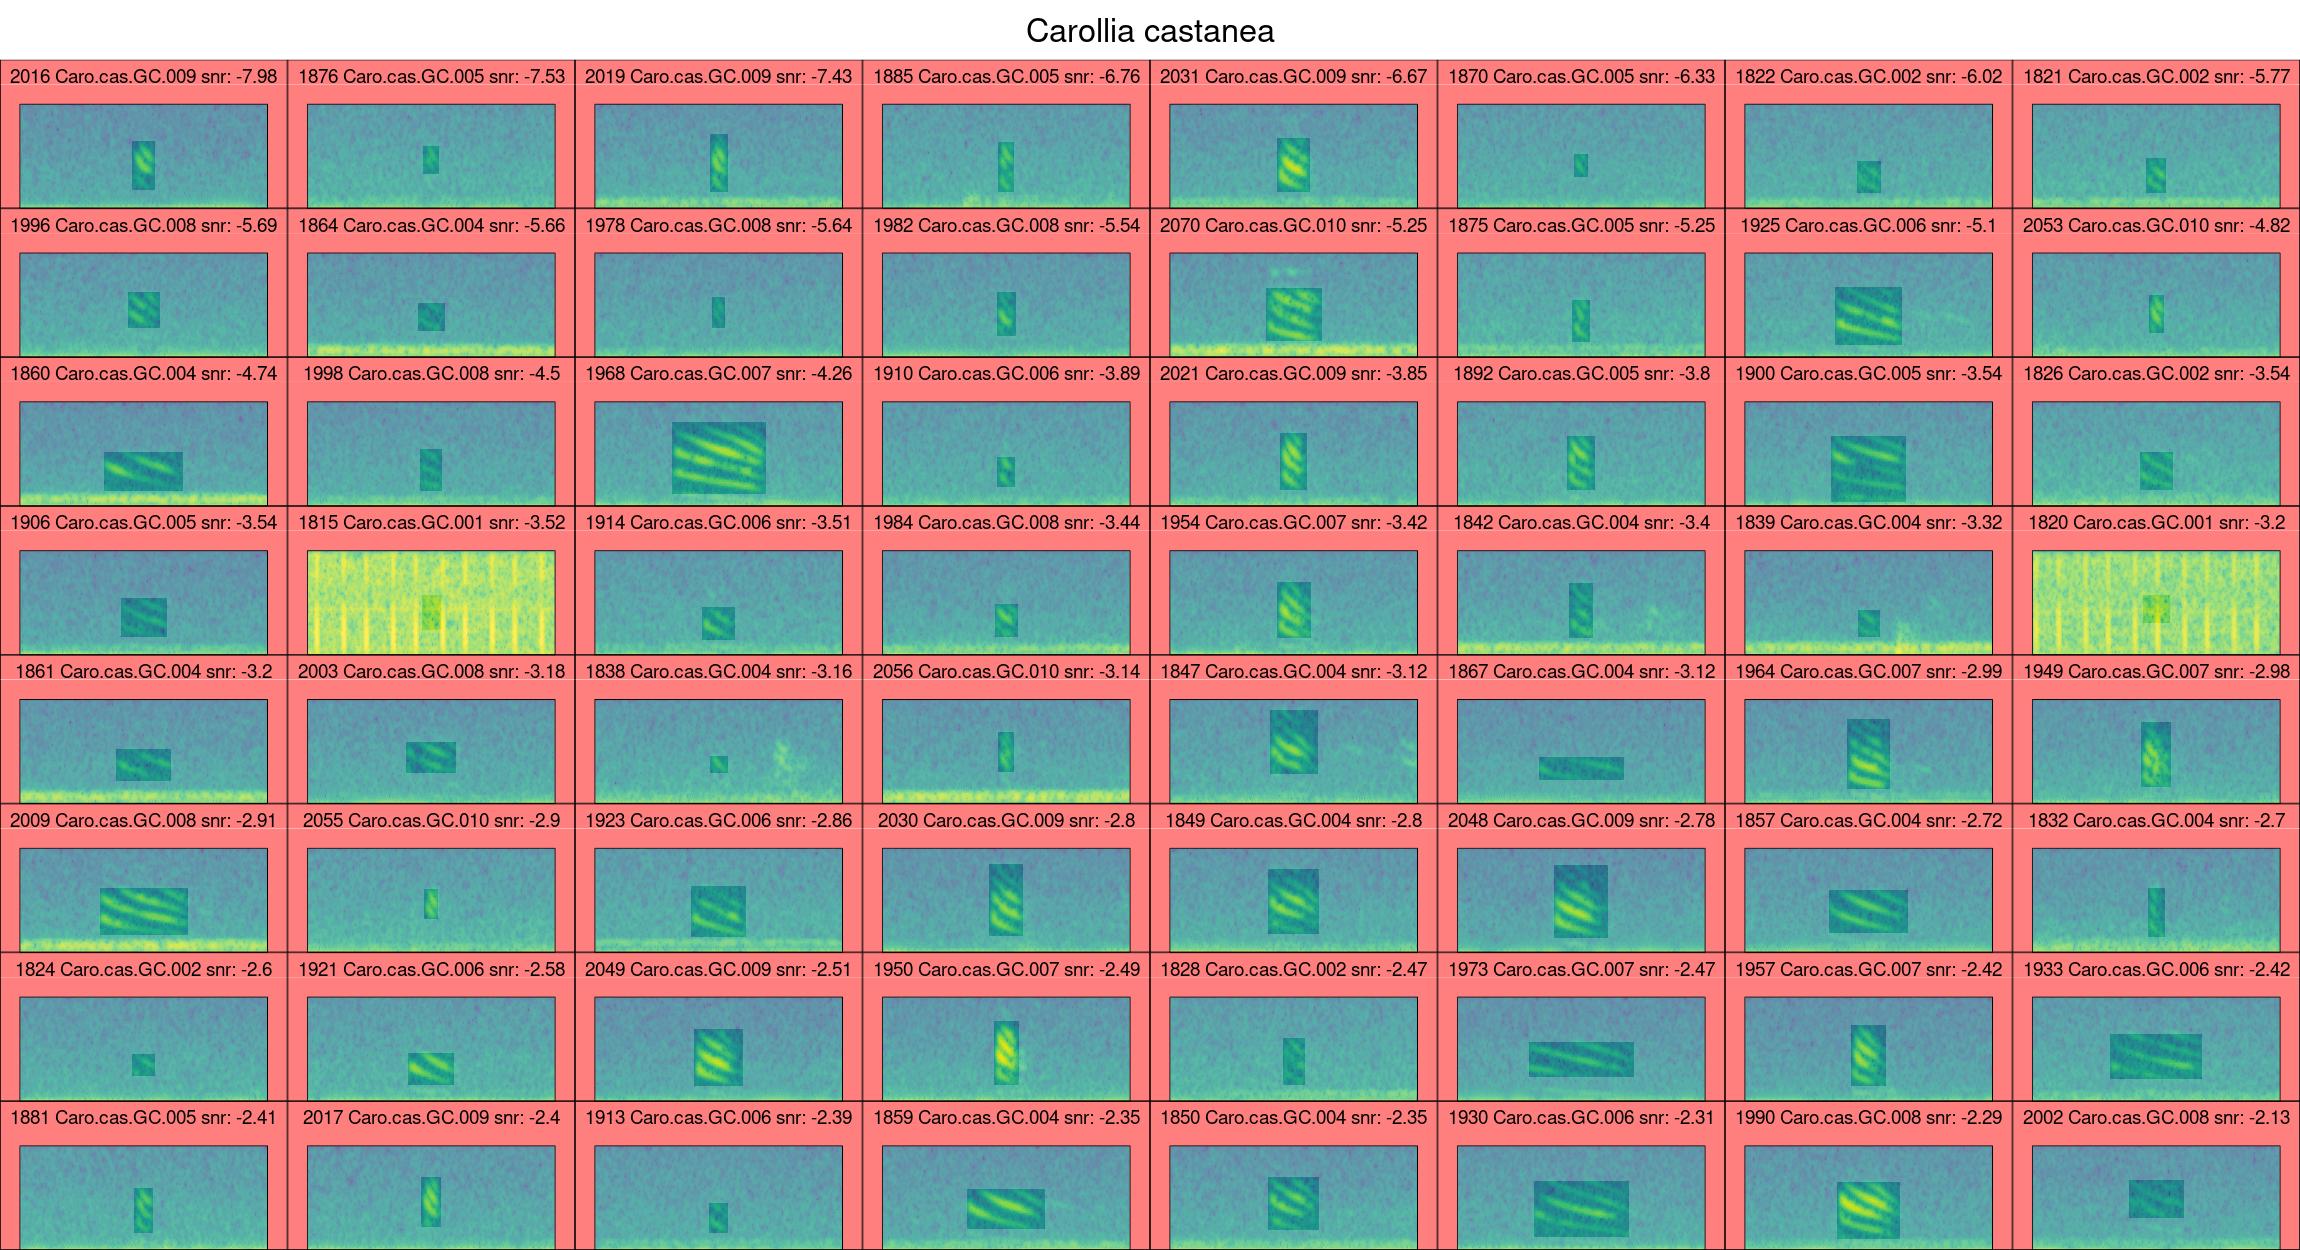 Carollia castanea
2016 Caro.cas.GC.009 snr: -7.98 1876 Caro.cas.GC.005 snr: -7.53 2019 Caro.cas.GC.009 snr: -7.43 1885 Caro.cas.GC.005 snr: -6.76 2031 Caro.cas.GC.009 snr: -6.67 1870 Caro.cas.GC.005 snr: -6.33 1822 Caro.cas.GC.002 snr: -6.02 1821 Caro.cas.GC.002 snr: -5.77
1996 Caro.cas.GC.008 snr: -5.69 1864 Caro.cas.GC.004 snr: -5.66 1978 Caro.cas.GC.008 snr: -5.64 1982 Caro.cas.GC.008 snr: -5.54 2070 Caro.cas.GC.010 snr: -5.25 1875 Caro.cas.GC.005 snr: -5.25 1925 Caro.cas.GC.006 snr: -5.1 2053 Caro.cas.GC.010 snr: -4.82
1860 Caro.cas.GC.004 snr: -4.74 1998 Caro.cas.GC.008 snr: -4.5 1968 Caro.cas.GC.007 snr: -4.26 1910 Caro.cas.GC.006 snr: -3.89 2021 Caro.cas.GC.009 snr: -3.85 1892 Caro.cas.GC.005 snr: -3.8 1900 Caro.cas.GC.005 snr: -3.54 1826 Caro.cas.GC.002 snr: -3.54
1906 Caro.cas.GC.005 snr: -3.54 1815 Caro.cas.GC.001 snr: -3.52 1914 Caro.cas.GC.006 snr: -3.51 1984 Caro.cas.GC.008 snr: -3.44 1954 Caro.cas.GC.007 snr: -3.42 1842 Caro.cas.GC.004 snr: -3.4 1839 Caro.cas.GC.004 snr: -3.32 1820 Caro.cas.GC.001 snr: -3.2
1861 Caro.cas.GC.004 snr: -3.2 2003 Caro.cas.GC.008 snr: -3.18 1838 Caro.cas.GC.004 snr: -3.16 2056 Caro.cas.GC.010 snr: -3.14 1847 Caro.cas.GC.004 snr: -3.12 1867 Caro.cas.GC.004 snr: -3.12 1964 Caro.cas.GC.007 snr: -2.99 1949 Caro.cas.GC.007 snr: -2.98
2009 Caro.cas.GC.008 snr: -2.91 2055 Caro.cas.GC.010 snr: -2.9 1923 Caro.cas.GC.006 snr: -2.86 2030 Caro.cas.GC.009 snr: -2.8 1849 Caro.cas.GC.004 snr: -2.8 2048 Caro.cas.GC.009 snr: -2.78 1857 Caro.cas.GC.004 snr: -2.72 1832 Caro.cas.GC.004 snr: -2.7
1824 Caro.cas.GC.002 snr: -2.6 1921 Caro.cas.GC.006 snr: -2.58 2049 Caro.cas.GC.009 snr: -2.51 1950 Caro.cas.GC.007 snr: -2.49 1828 Caro.cas.GC.002 snr: -2.47 1973 Caro.cas.GC.007 snr: -2.47 1957 Caro.cas.GC.007 snr: -2.42 1933 Caro.cas.GC.006 snr: -2.42
1881 Caro.cas.GC.005 snr: -2.41 2017 Caro.cas.GC.009 snr: -2.4 1913 Caro.cas.GC.006 snr: -2.39 1859 Caro.cas.GC.004 snr: -2.35 1850 Caro.cas.GC.004 snr: -2.35 1930 Caro.cas.GC.006 snr: -2.31 1990 Caro.cas.GC.008 snr: -2.29 2002 Caro.cas.GC.008 snr: -2.13